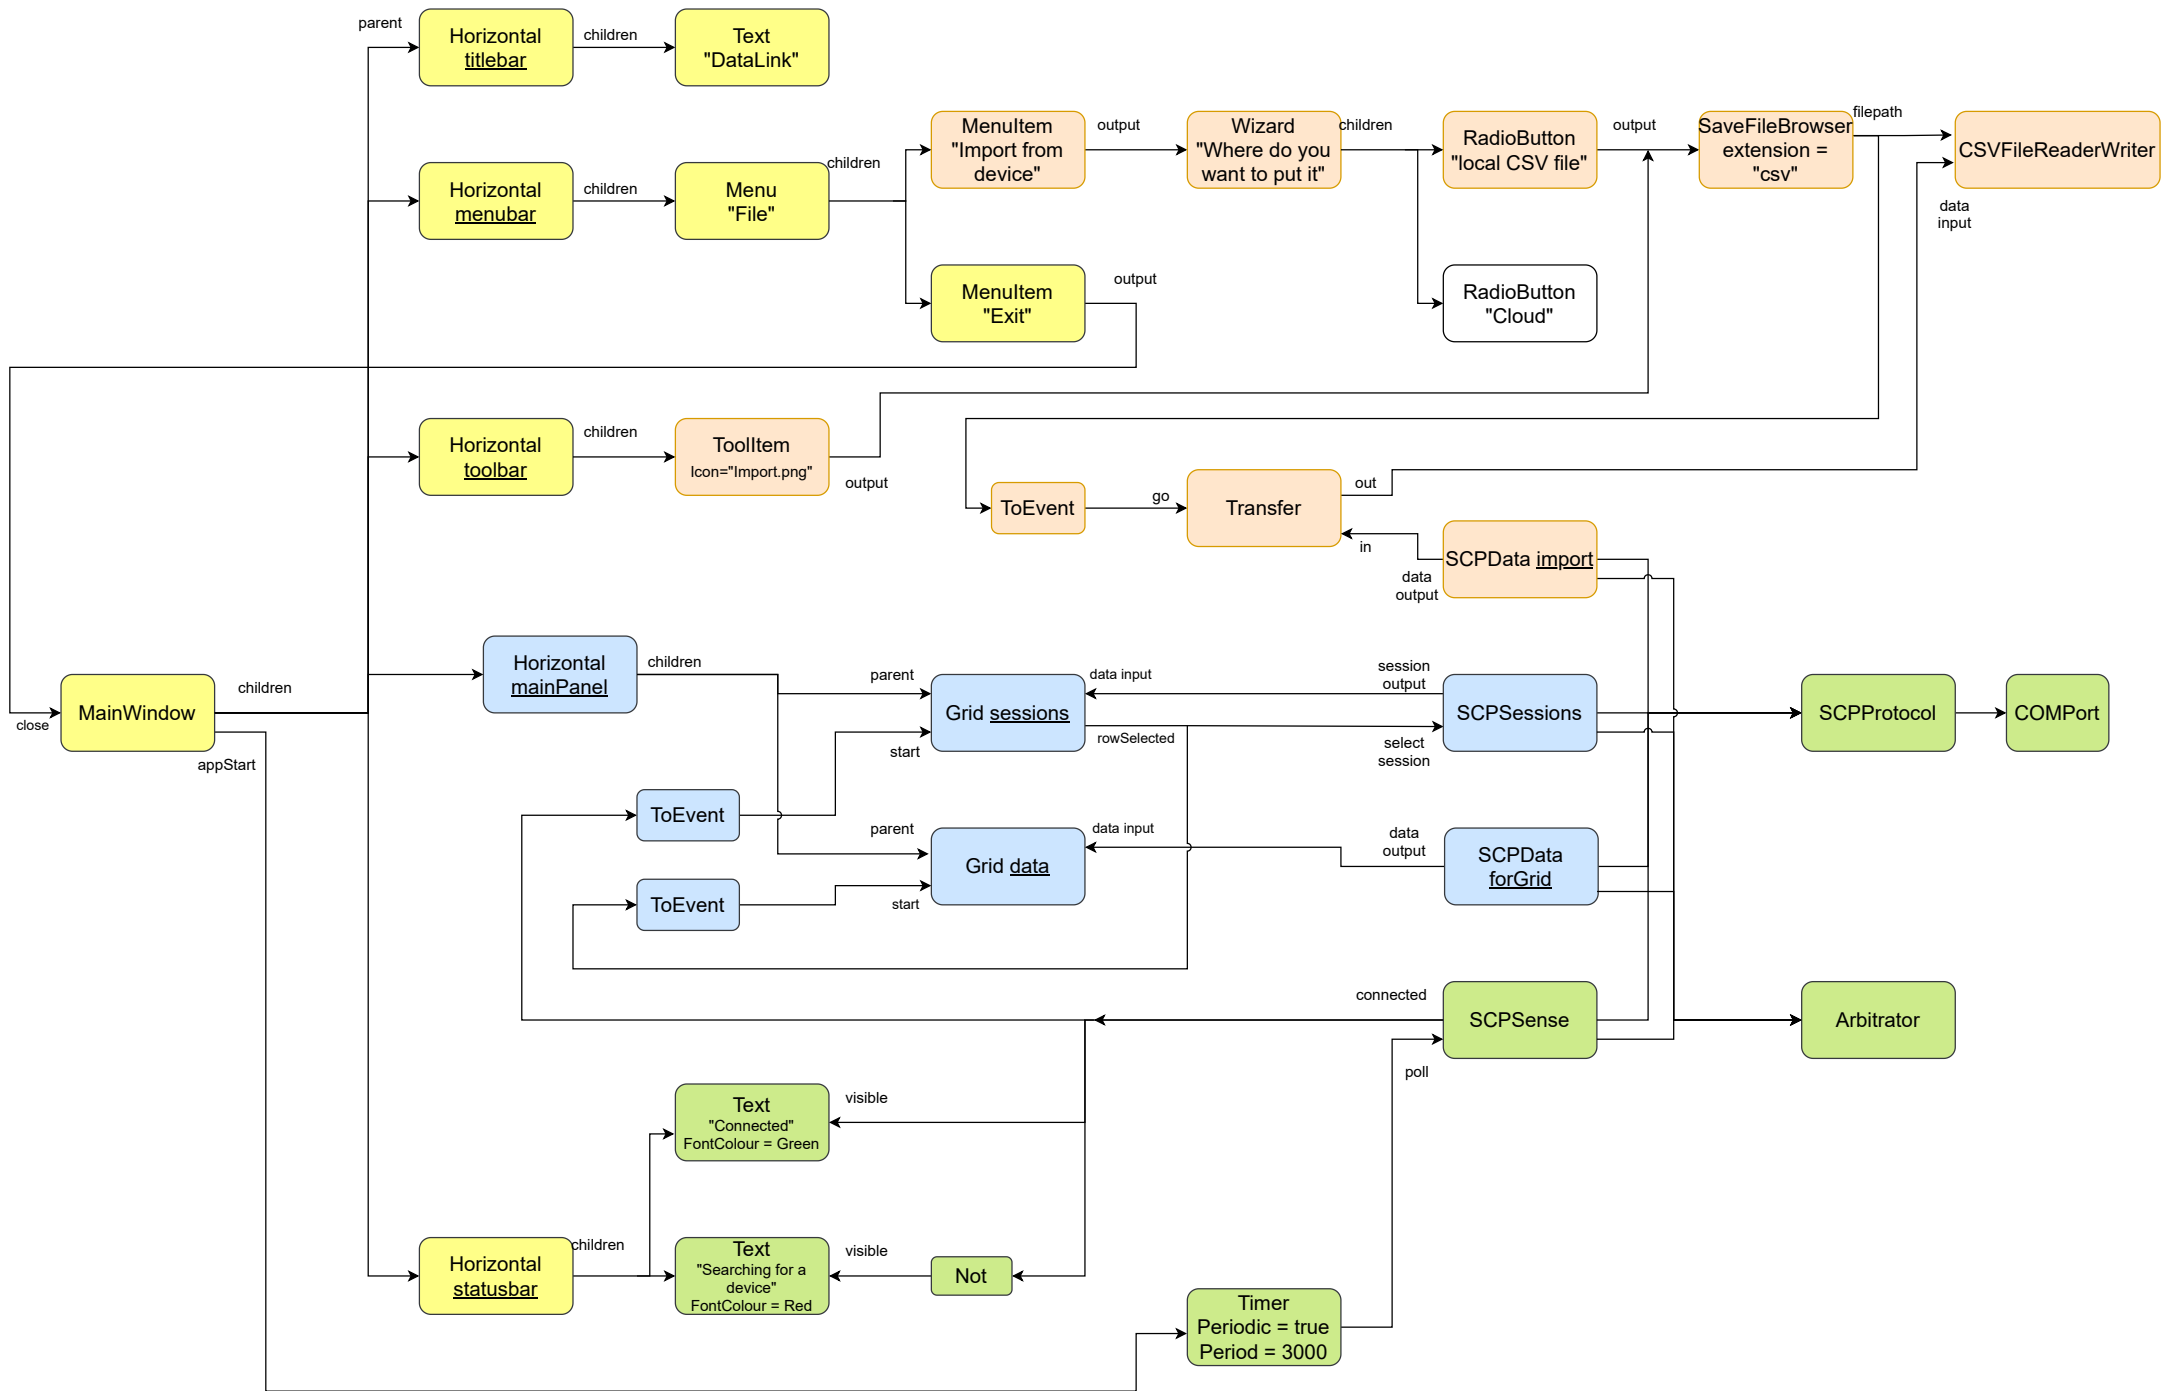 parent
Horizontal
titlebar
children
Text
"DataLink"
Horizontal
menubar
children
Menu
"File"
children
MenuItem
"Import from
device"
output
Wizard
"Where do you
want to put it"
children
RadioButton
"local CSV file"
output
SaveFileBrowser
extension =
"csv"
filepath
CSVFileReaderWriter
data
input
MenuItem
"Exit"
output
RadioButton
"Cloud"
Horizontal
toolbar
children
ToolItem
Icon="Import.png"
output
ToEvent
go
Transfer
out
in
SCPData import
data
output
MainWindow
close
children
appStart
Horizontal
mainPanel
children
parent
Grid sessions
start
data input
rowSelected
session
output
select
session
SCPSessions
SCPProtocol
COMPort
ToEvent
parent
Grid data
start
data input
data
output
SCPData
forGrid
ToEvent
connected
SCPSense
poll
Arbitrator
Text
"Connected"
FontColour = Green
visible
Horizontal
statusbar
children
Text
"Searching for a
device"
FontColour = Red
visible
Not
Timer
Periodic = true
Period = 3000